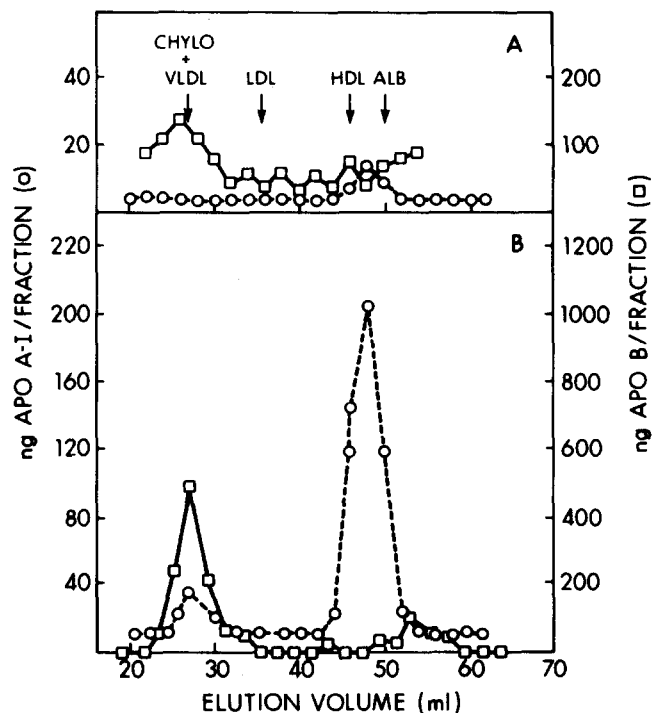 A
CHYLO
+
VLDL LDL HDL ALB
40
20
200
100
B
220
200
160
120
80
40
1200
1000
800
600
400
200
20 30 40 50 60 70
ELUTION VOLUME (ml)
ng APO A-I/FRACTION (o)
ng APO B/FRACTION (□)